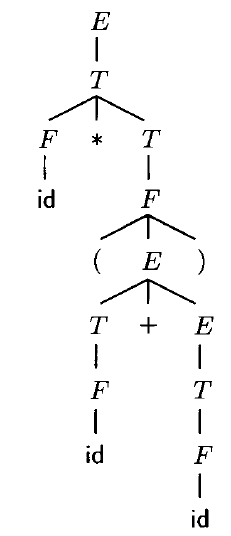 E
T
F * T
id F
( E )
T + E
F T
id F
id